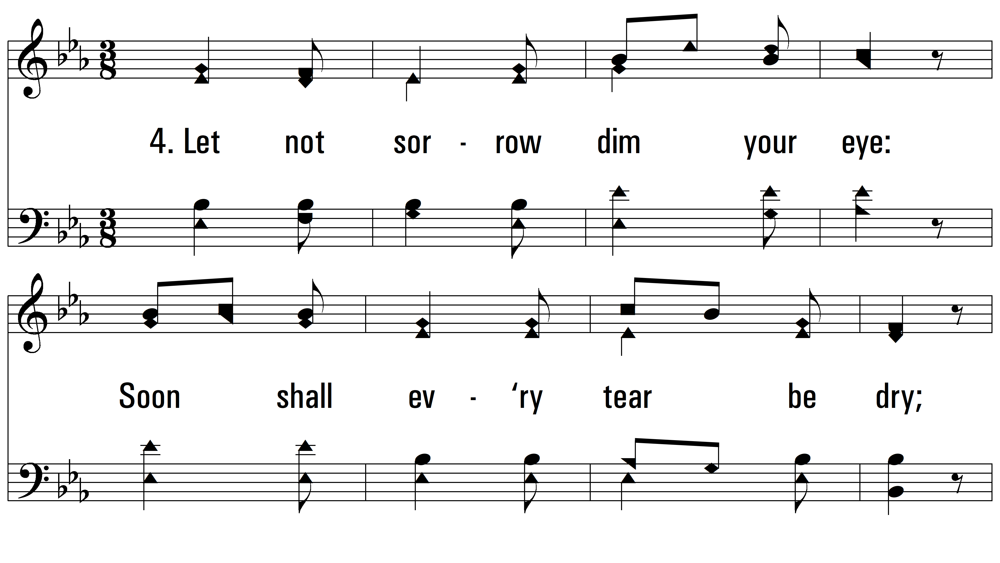 4. Let not sor - row dim your eye:
Soon shall ev - ‘ry tear be dry;